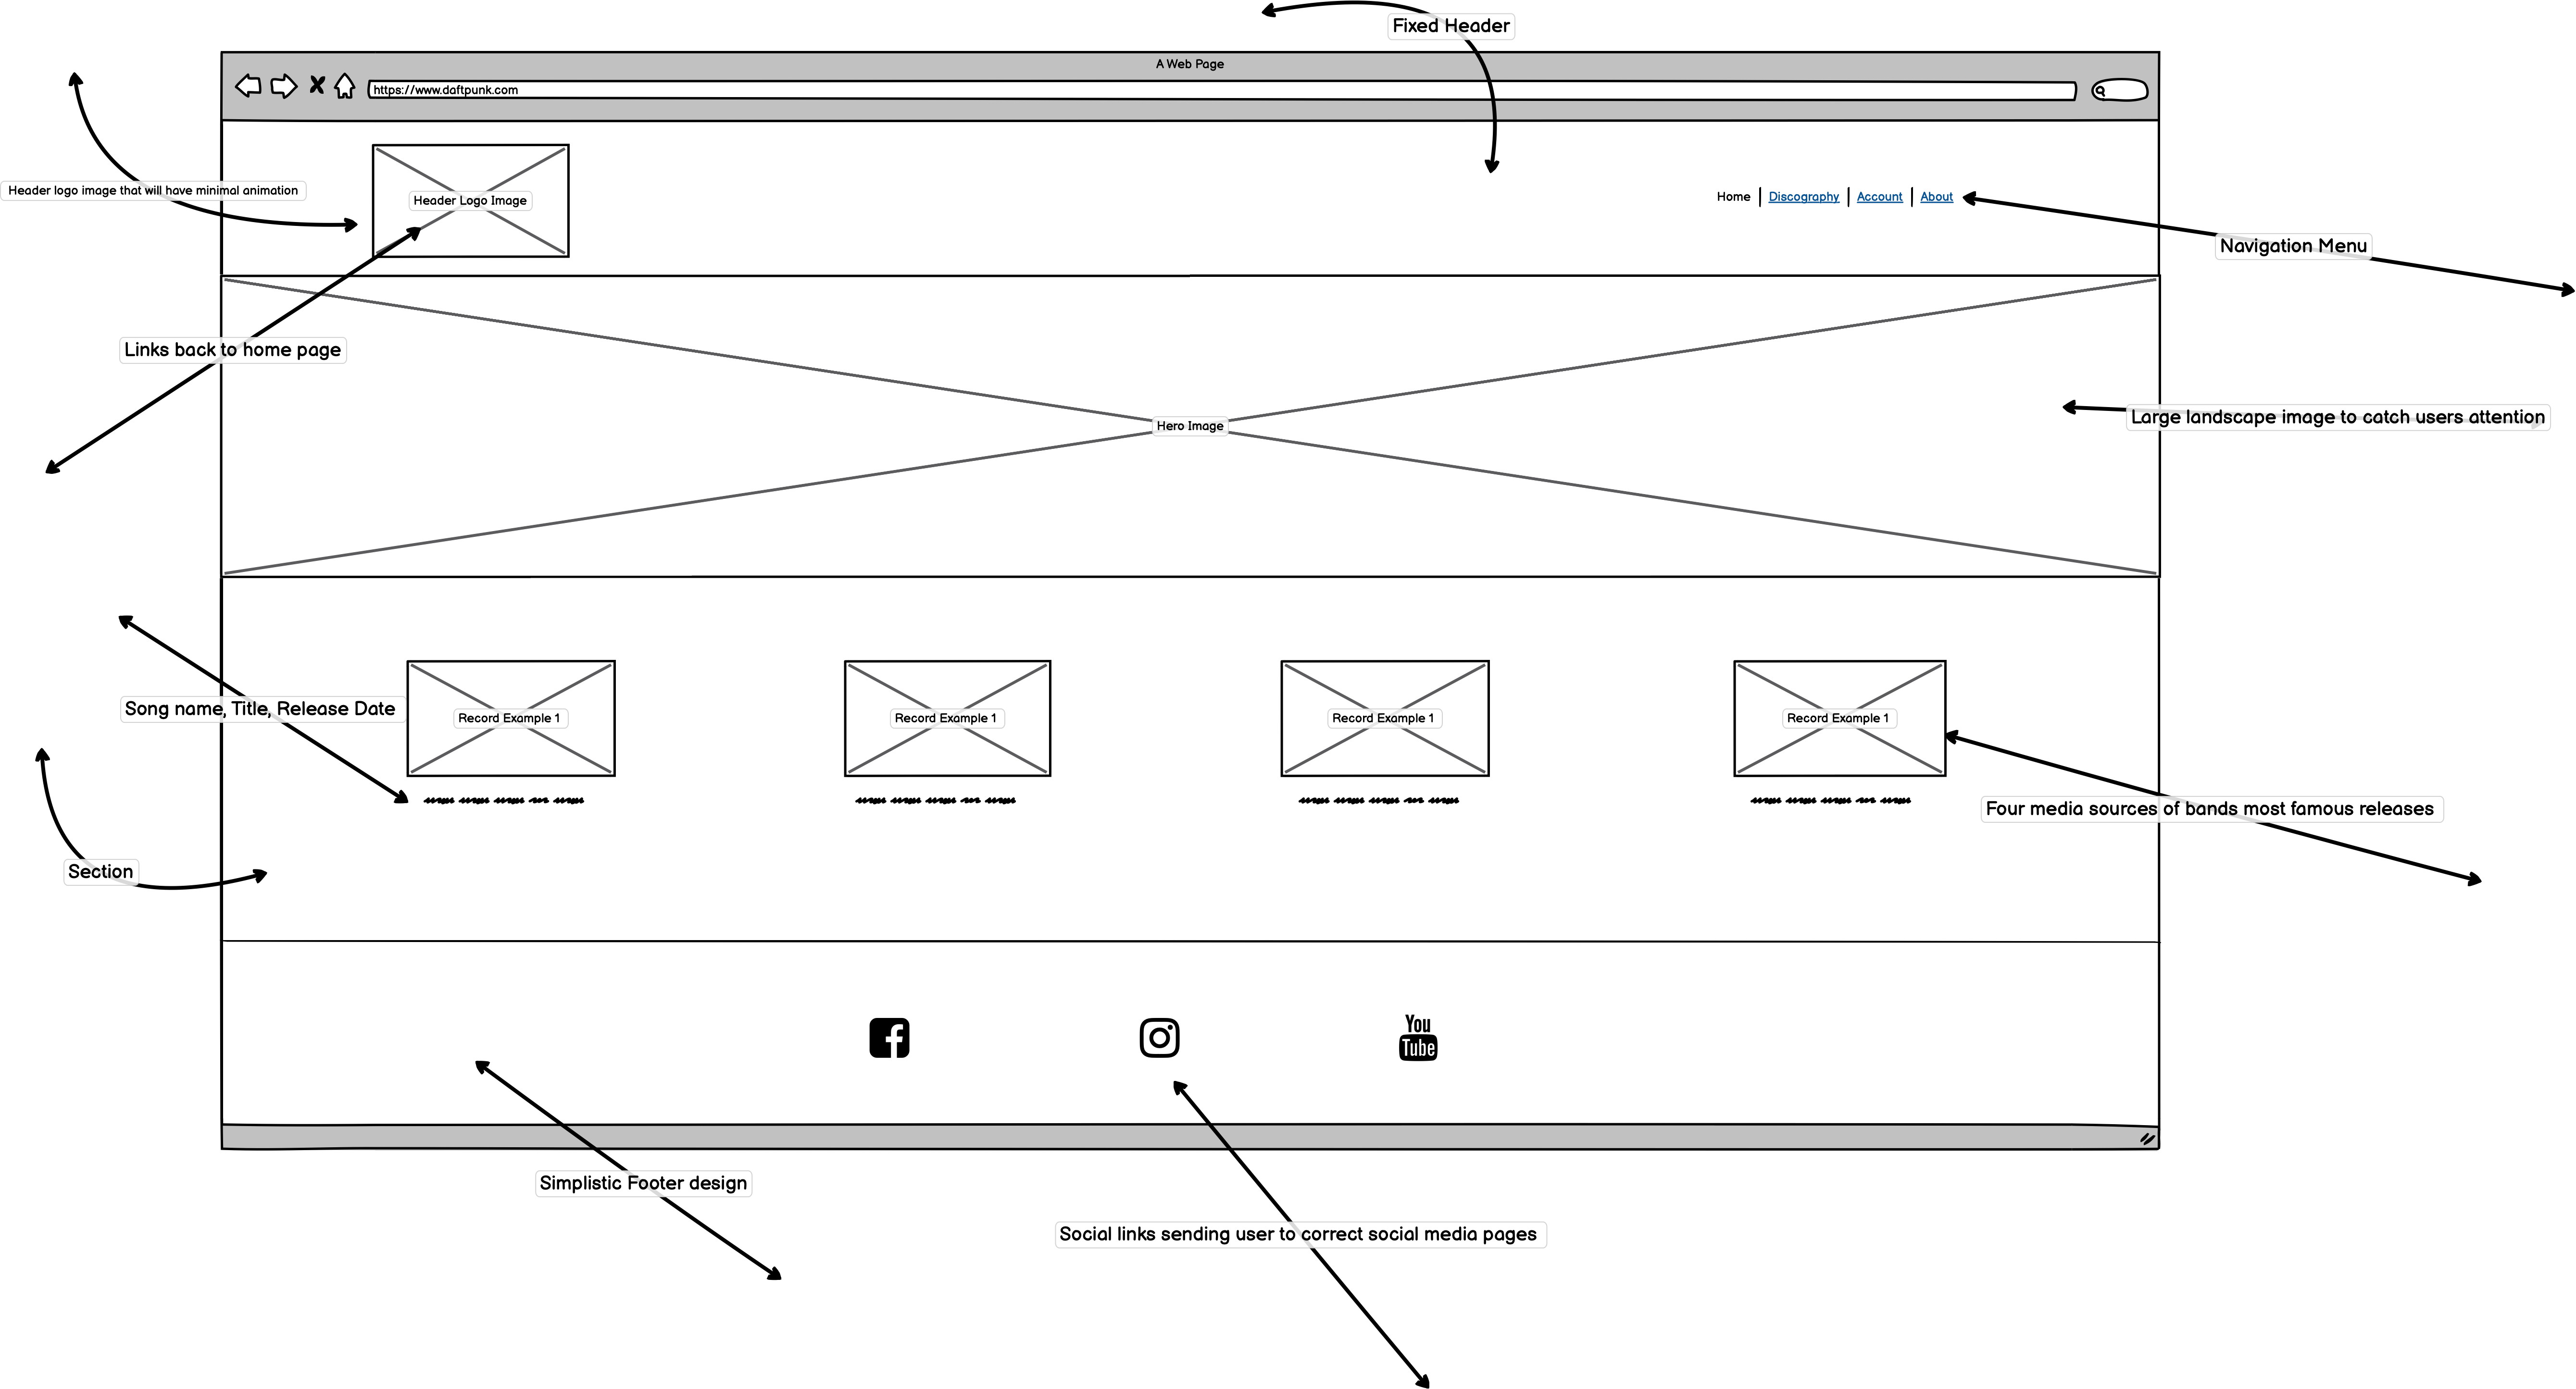 Fixed Header
A Web Page
https://www.daftpunk.com
Header logo image that will have minimal animation
Header Logo Image
Home Discography Account About
Navigation Menu
Links back to home page
Large landscape image to catch users attention
Hero Image
Song name, Title, Release Date
Record Example 1
Record Example 1
Record Example 1
Record Example 1
Four media sources of bands most famous releases
Section
You
Tube
Simplistic Footer design
Social links sending user to correct social media pages